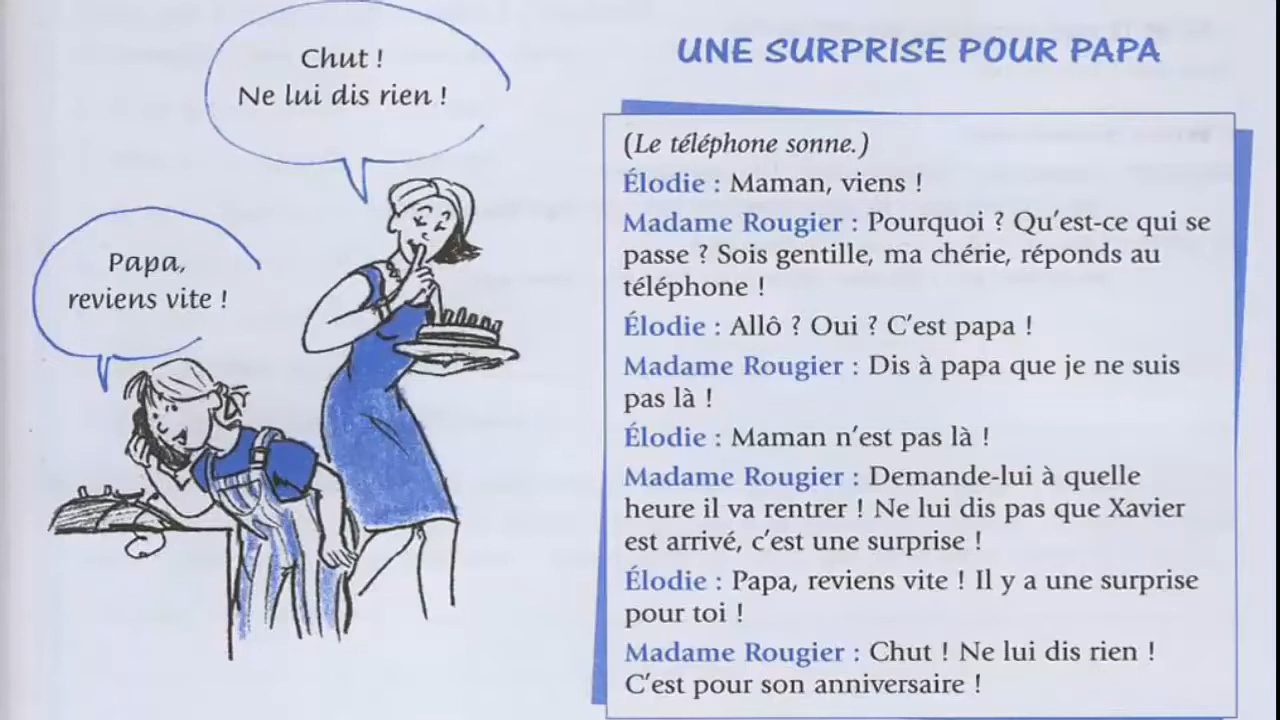 Chut !
Ne lui dis rien !
Papa,
reviens vite !
UNE SURPRISE POUR PAPA
(Le téléphone sonne.)
Élodie : Maman, viens !
Madame Rougier : Pourquoi ? Qu'est-ce qui se
passe ? Sois gentille, ma chérie, réponds au
téléphone !
Élodie : Allô ? Oui ? C'est papa !
Madame Rougier : Dis à papa que je ne suis
pas là !
Élodie : Maman n'est pas là !
Madame Rougier : Demande-lui à quelle
heure il va rentrer ! Ne lui dis pas que Xavier
est arrivé, c'est une surprise !
Élodie : Papa, reviens vite ! Il y a une surprise
pour toi !
Madame Rougier : Chut ! Ne lui dis rien !
C'est pour son anniversaire !